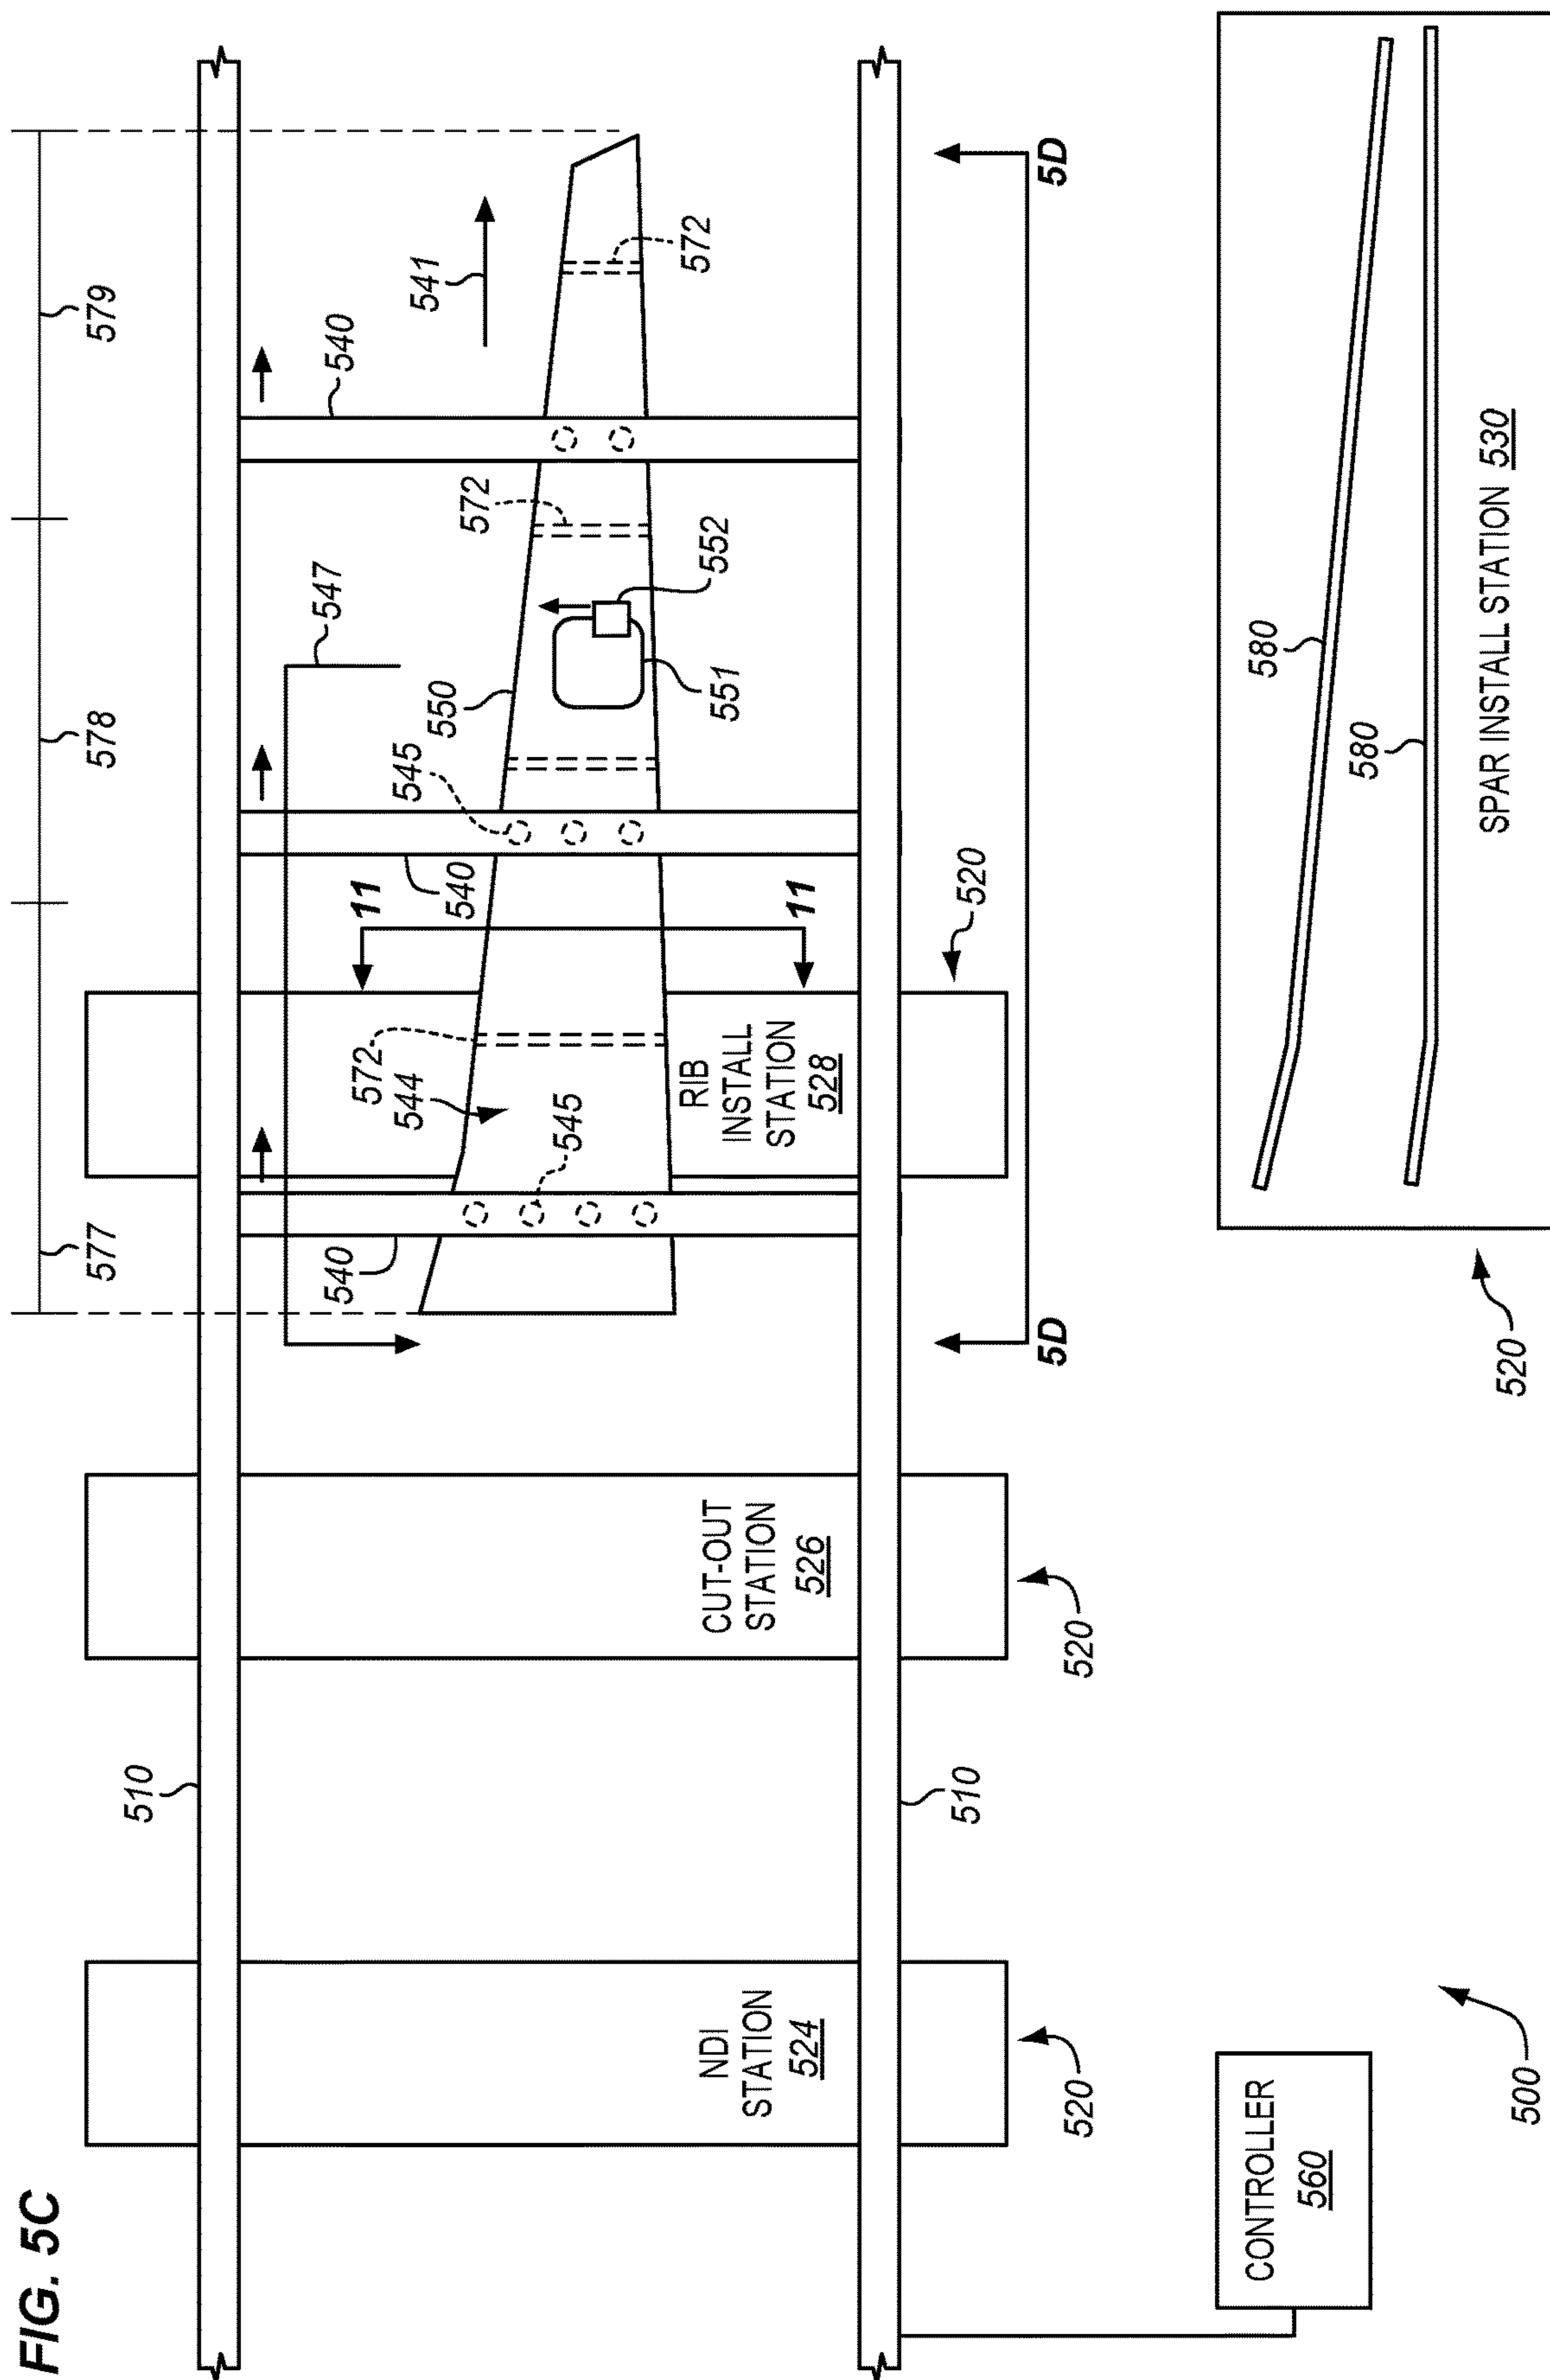 FIG. 5C
577
578
579
547
541
540
572
550
545
552
572
551
540
11
11
572
544
545
540
RIB
INSTALL
STATION
528
520
510
510
CUT-OUT
STATION
526
520
NDI
STATION
524
520
5D
5D
CONTROLLER
560
500
520
580
580
SPAR INSTALL STATION 530